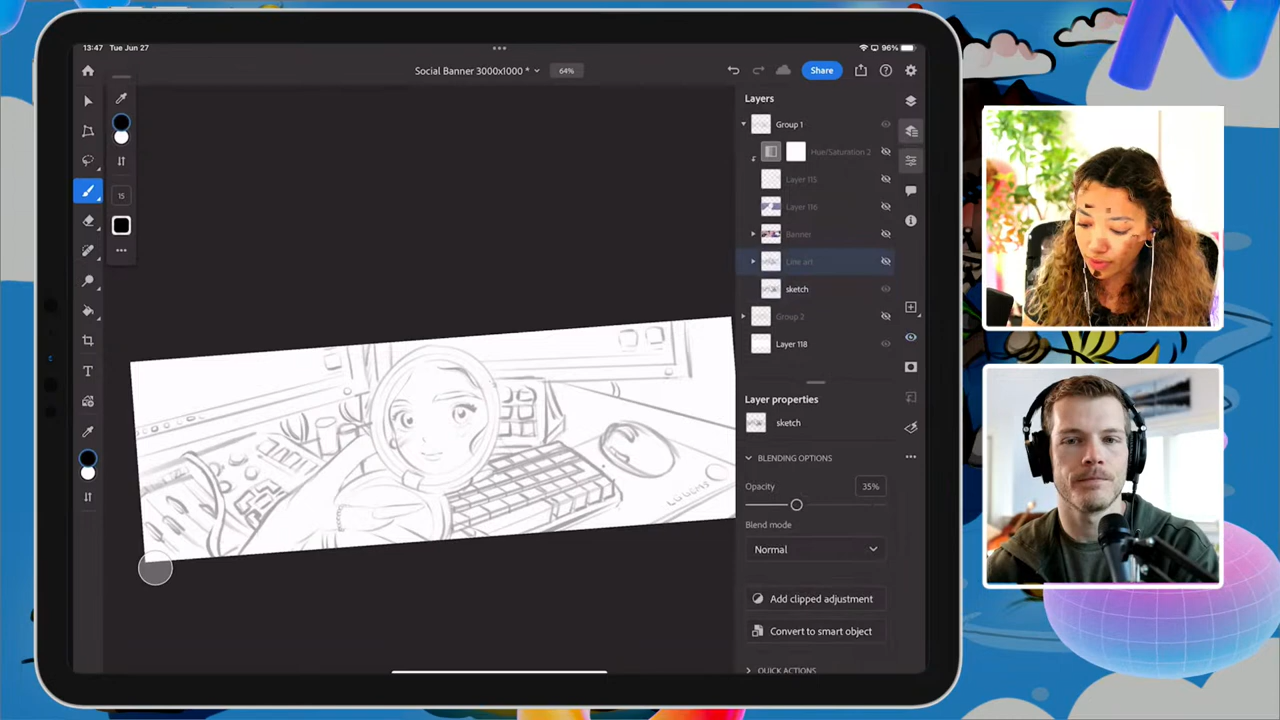 13:47 Tue Jun 27
96%
Social Banner 3000x1000 *
64%
Share
Layers
Group 1
Hue/Saturation 2
Layer 115
Layer 116
Banner
Line art
sketch
Group 2
Layer 118
15
T
Layer properties
sketch
BLENDING OPTIONS
Opacity
35%
Blend mode
Normal
Add clipped adjustment
Convert to smart object
QUICK ACTIONS